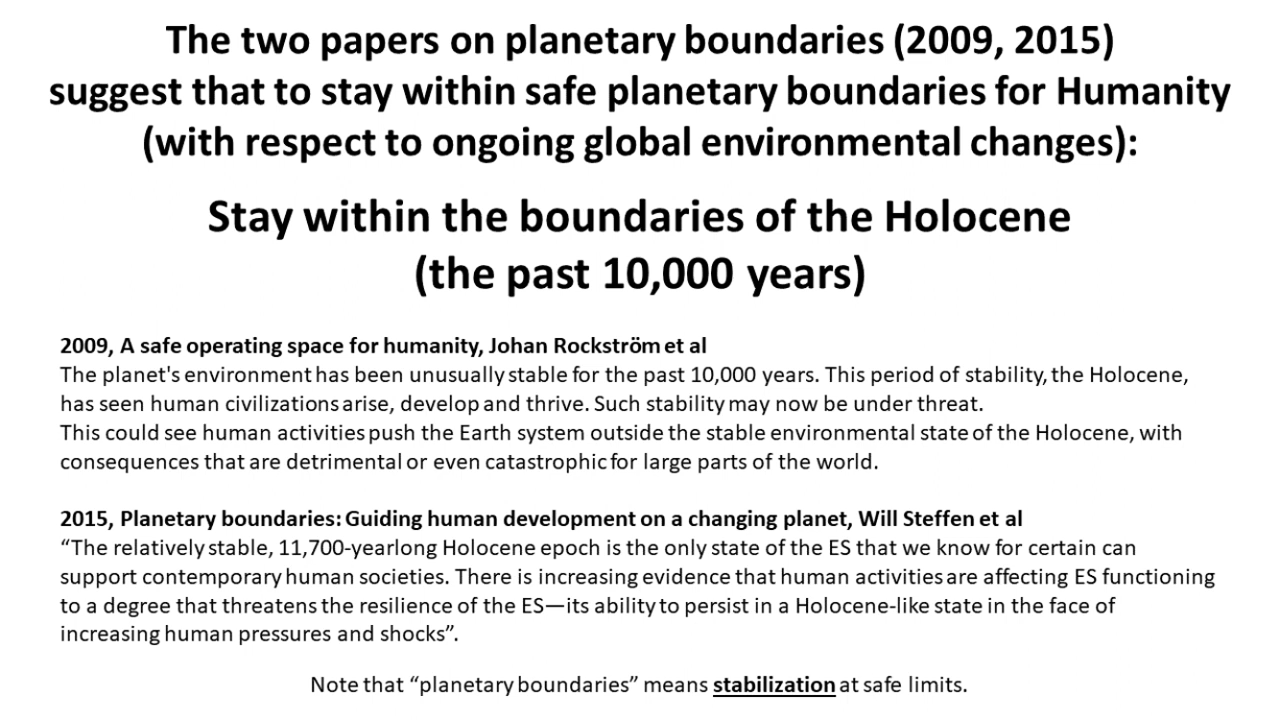 The two papers on planetary boundaries (2009, 2015)
suggest that to stay within safe planetary boundaries for Humanity
(with respect to ongoing global environmental changes):
Stay within the boundaries of the Holocene
(the past 10,000 years)
2009, A safe operating space for humanity, Johan Rockström et al
The planet's environment has been unusually stable for the past 10,000 years. This period of stability, the Holocene,
has seen human civilizations arise, develop and thrive. Such stability may now be under threat.
This could see human activities push the Earth system outside the stable environmental state of the Holocene, with
consequences that are detrimental or even catastrophic for large parts of the world.
2015, Planetary boundaries: Guiding human development on a changing planet, Will Steffen et al
“The relatively stable, 11,700-yearlong Holocene epoch is the only state of the ES that we know for certain can
support contemporary human societies. There is increasing evidence that human activities are affecting ES functioning
to a degree that threatens the resilience of the ES—its ability to persist in a Holocene-like state in the face of
increasing human pressures and shocks”.
Note that “planetary boundaries” means stabilization at safe limits.